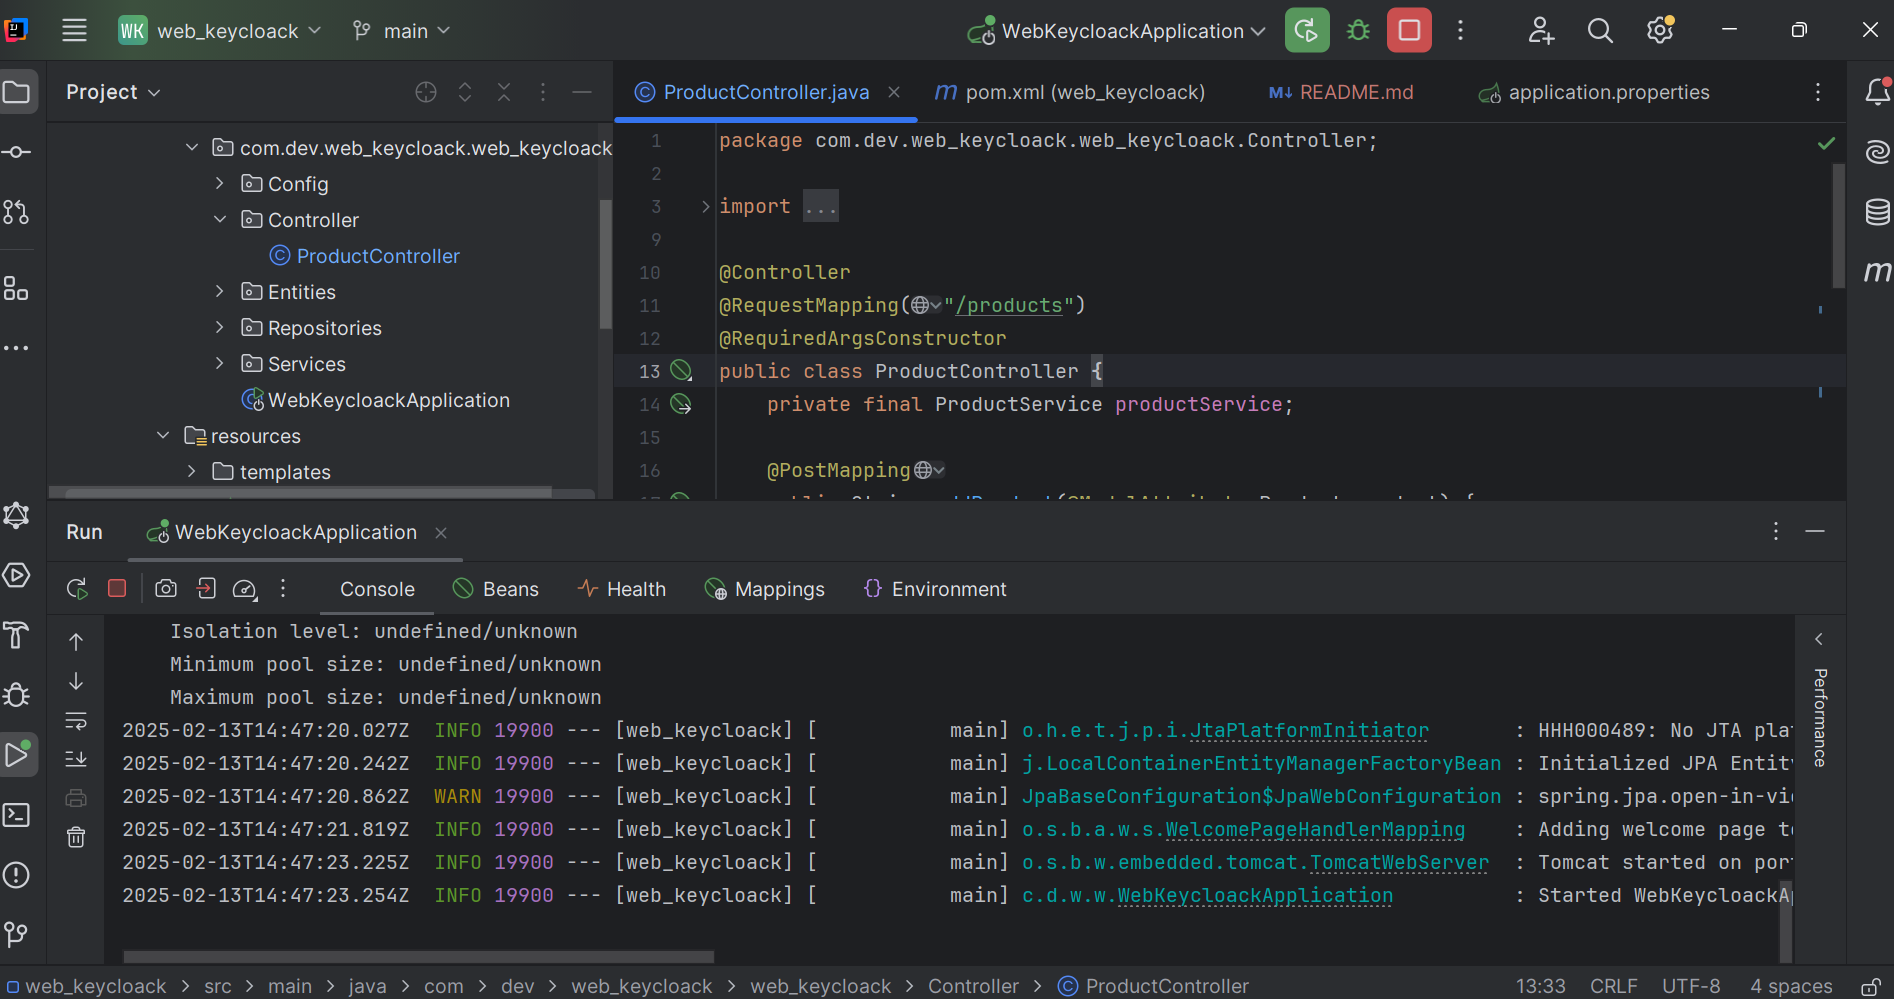 WK web_keycloack main WebKeycloackApplication
Project
ProductController.java pom.xml (web_keycloack) README.md application.properties
com.dev.web_keycloack.web_keycloack
Config
Controller
ProductController
Entities
Repositories
Services
WebKeycloackApplication
resources
templates
1 package com.dev.web_keycloack.web_keycloack.Controller;
2
3 import ...
9
10 @Controller
11 @RequestMapping("/products")
12 @RequiredArgsConstructor
13 public class ProductController {
14 private final ProductService productService;
15
16 @PostMapping
Run WebKeycloackApplication
Console Beans Health Mappings Environment
Isolation level: undefined/unknown
Minimum pool size: undefined/unknown
Maximum pool size: undefined/unknown
2025-02-13T14:47:20.027Z INFO 19900 --- [web_keycloack] [ main] o.h.e.t.j.p.i.JtaPlatformInitiator : HHH000489: No JTA pla
2025-02-13T14:47:20.242Z INFO 19900 --- [web_keycloack] [ main] j.LocalContainerEntityManagerFactoryBean : Initialized JPA Entit
2025-02-13T14:47:20.862Z WARN 19900 --- [web_keycloack] [ main] JpaBaseConfiguration$JpaWebConfiguration : spring.jpa.open-in-vi
2025-02-13T14:47:21.819Z INFO 19900 --- [web_keycloack] [ main] o.s.b.a.w.s.WelcomePageHandlerMapping : Adding welcome page t
2025-02-13T14:47:23.225Z INFO 19900 --- [web_keycloack] [ main] o.s.b.w.embedded.tomcat.TomcatWebServer : Tomcat started on por
2025-02-13T14:47:23.254Z INFO 19900 --- [web_keycloack] [ main] c.d.w.w.WebKeycloackApplication : Started WebKeycloackA
Performance
web_keycloack > src > main > java > com > dev > web_keycloack > web_keycloack > Controller > ProductController 13:33 CRLF UTF-8 4 spaces